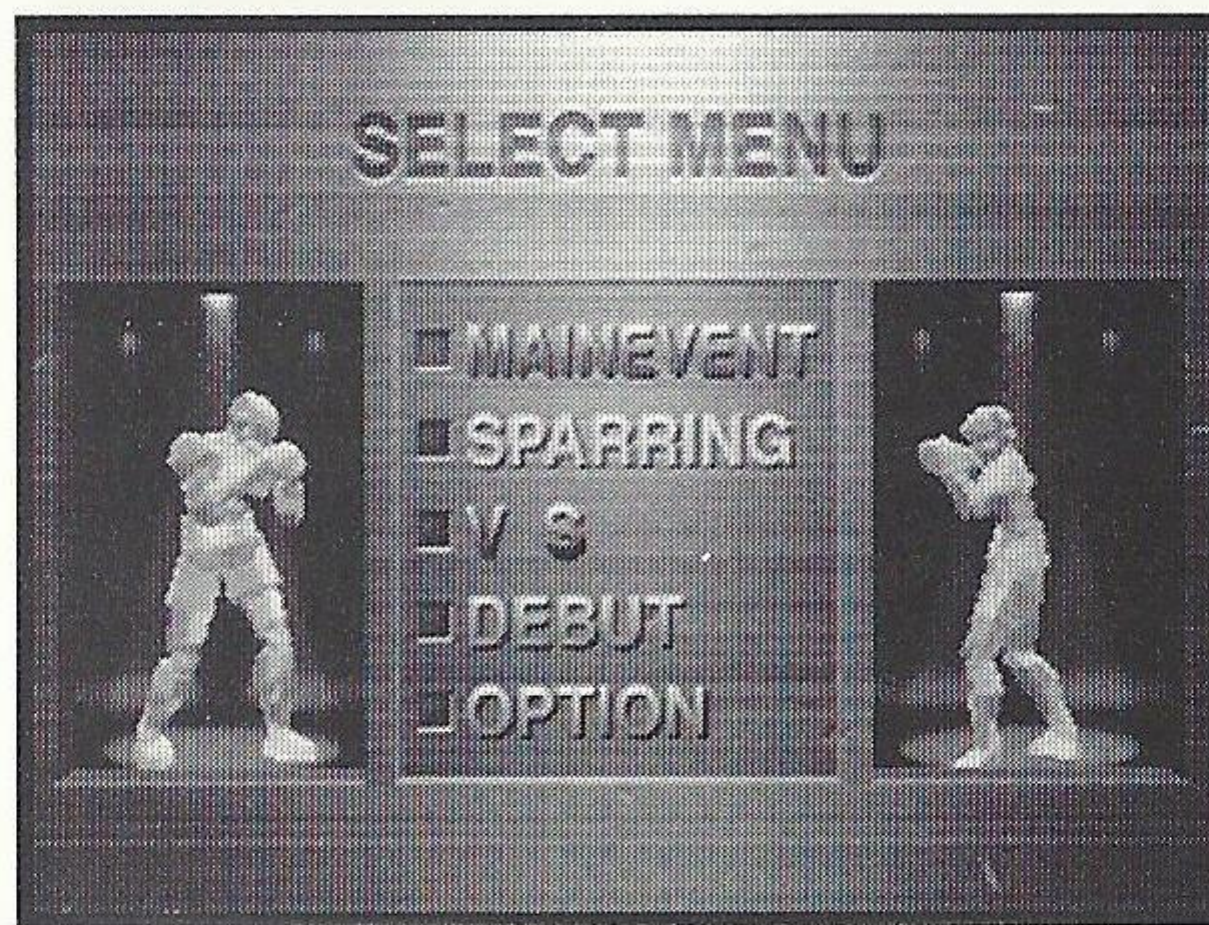 SELECT MENU
MAINEVENT
SPARRING
V S
DEBUT
OPTION